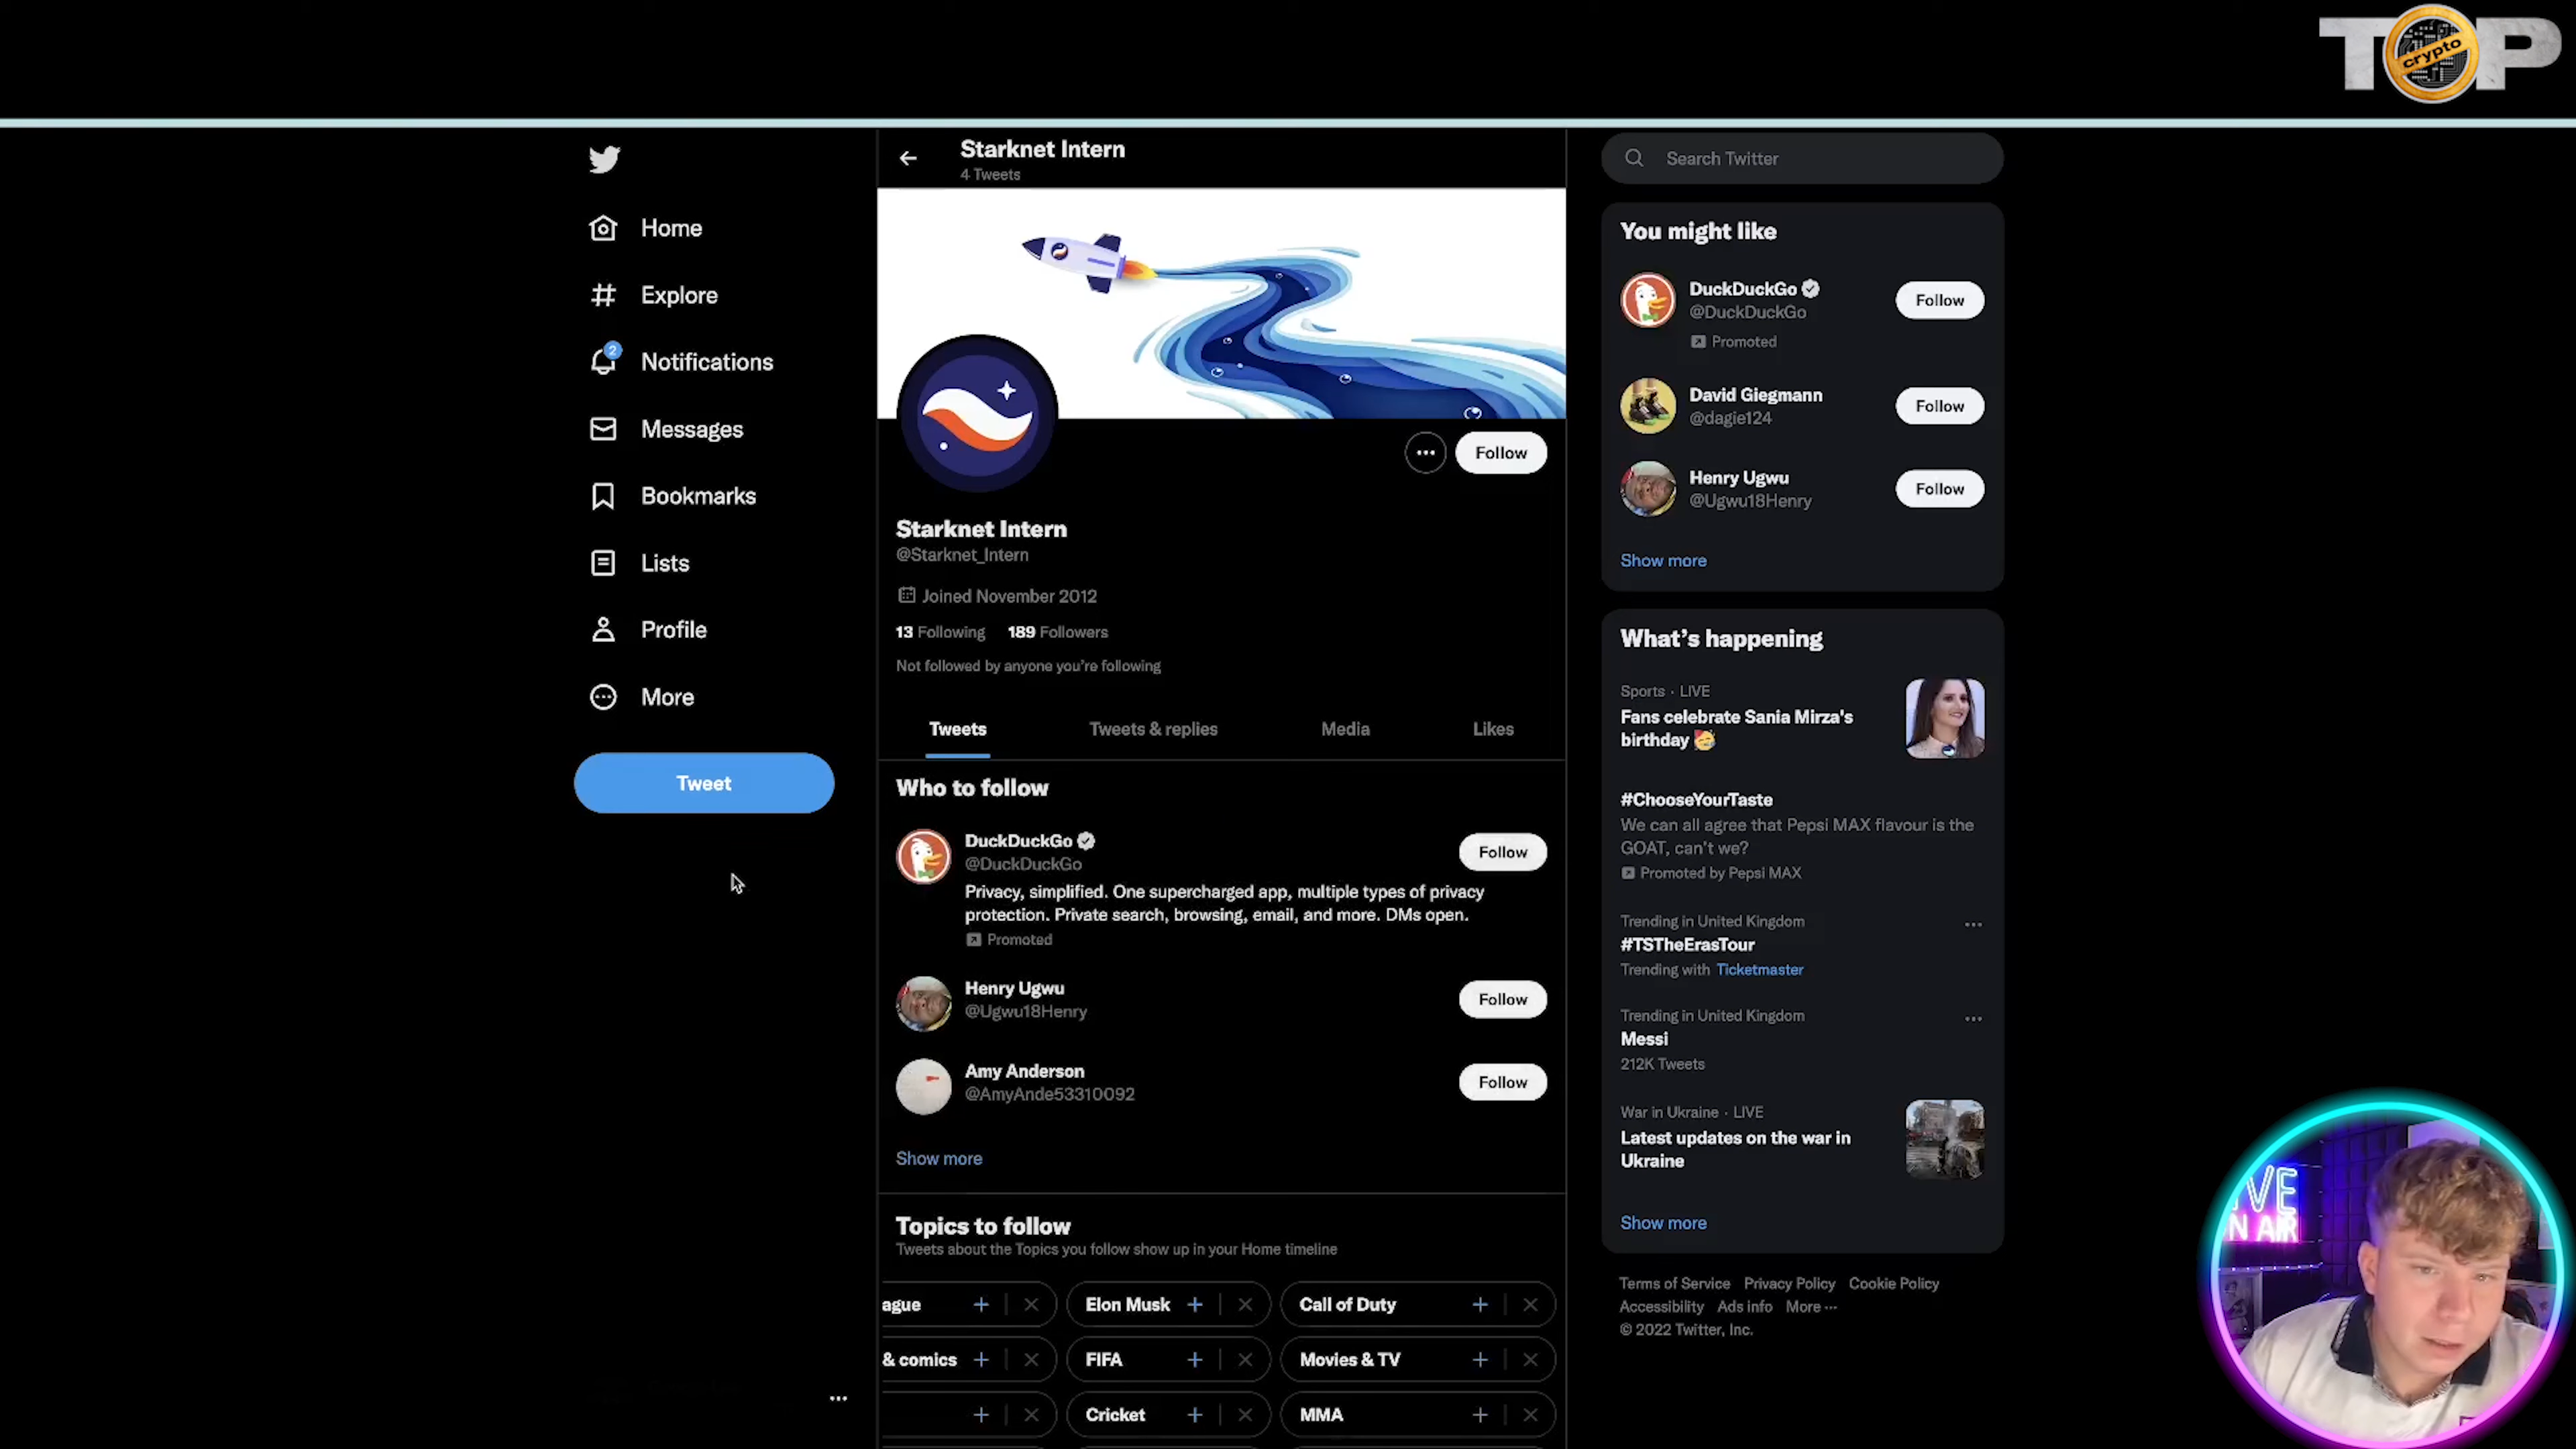 TOP
crypto
Starknet Intern
4 Tweets
Home
Explore
2
Notifications
Messages
Bookmarks
Lists
Profile
More
Tweet
Follow
Starknet Intern
@Starknet_Intern
Joined November 2012
13 Following 189 Followers
Not followed by anyone you're following
Tweets Tweets & replies Media Likes
Who to follow
DuckDuckGo
@DuckDuckGo
Follow
Privacy, simplified. One supercharged app, multiple types of privacy
protection. Private search, browsing, email, and more. DMs open.
Promoted
Henry Ugwu
@Ugwu18Henry
Follow
Amy Anderson
@AmyAnde53310092
Follow
Show more
Topics to follow
Tweets about the Topics you follow show up in your Home timeline
ague Elon Musk Call of Duty
& comics FIFA Movies & TV
Cricket MMA
Search Twitter
You might like
DuckDuckGo
@DuckDuckGo
Follow
Promoted
David Giegmann
@dagie124
Follow
Henry Ugwu
@Ugwu18Henry
Follow
Show more
What's happening
Sports · LIVE
Fans celebrate Sania Mirza's
birthday 🥳
#ChooseYourTaste
We can all agree that Pepsi MAX flavour is the
GOAT, can't we?
Promoted by Pepsi MAX
Trending in United Kingdom
#TSTheErasTour
Trending with Ticketmaster
Trending in United Kingdom
Messi
212K Tweets
War in Ukraine · LIVE
Latest updates on the war in
Ukraine
Show more
Terms of Service Privacy Policy Cookie Policy
Accessibility Ads info More ···
© 2022 Twitter, Inc.
IVE
N AIR